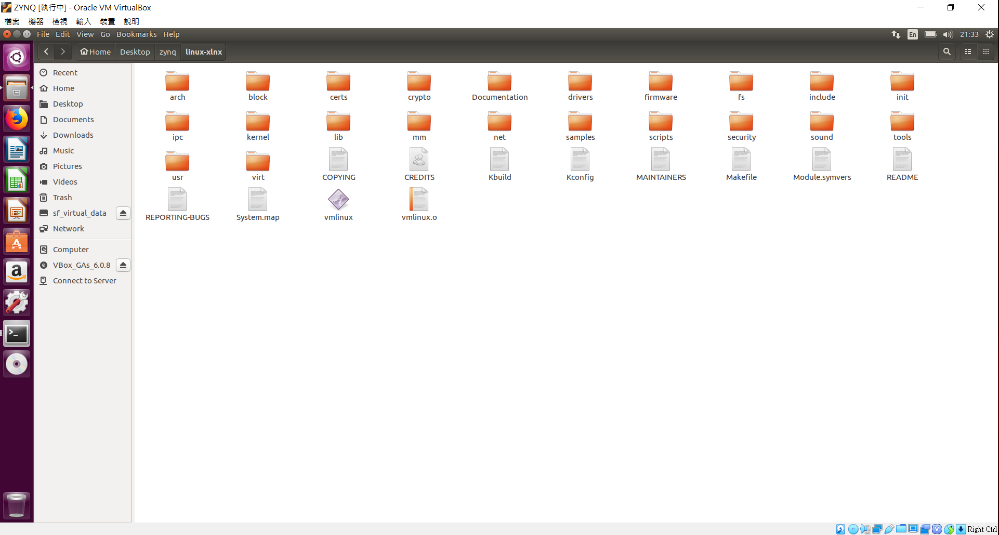 ZYNQ [執行中] - Oracle VM VirtualBox
檔案 機器 檢視 輸入 裝置 說明
File Edit View Go Bookmarks Help En 21:33
Home Desktop zynq linux-xlnx
Recent
Home
Desktop
Documents
Downloads
Music
Pictures
Videos
Trash
sf_virtual_data
Network
Computer
VBox_GAs_6.0.8
Connect to Server
arch block certs crypto Documentation drivers firmware fs include init
ipc kernel lib mm net samples scripts security sound tools
usr virt COPYING CREDITS Kbuild Kconfig MAINTAINERS Makefile Module.symvers README
REPORTING-BUGS System.map vmlinux vmlinux.o
Right Ctrl